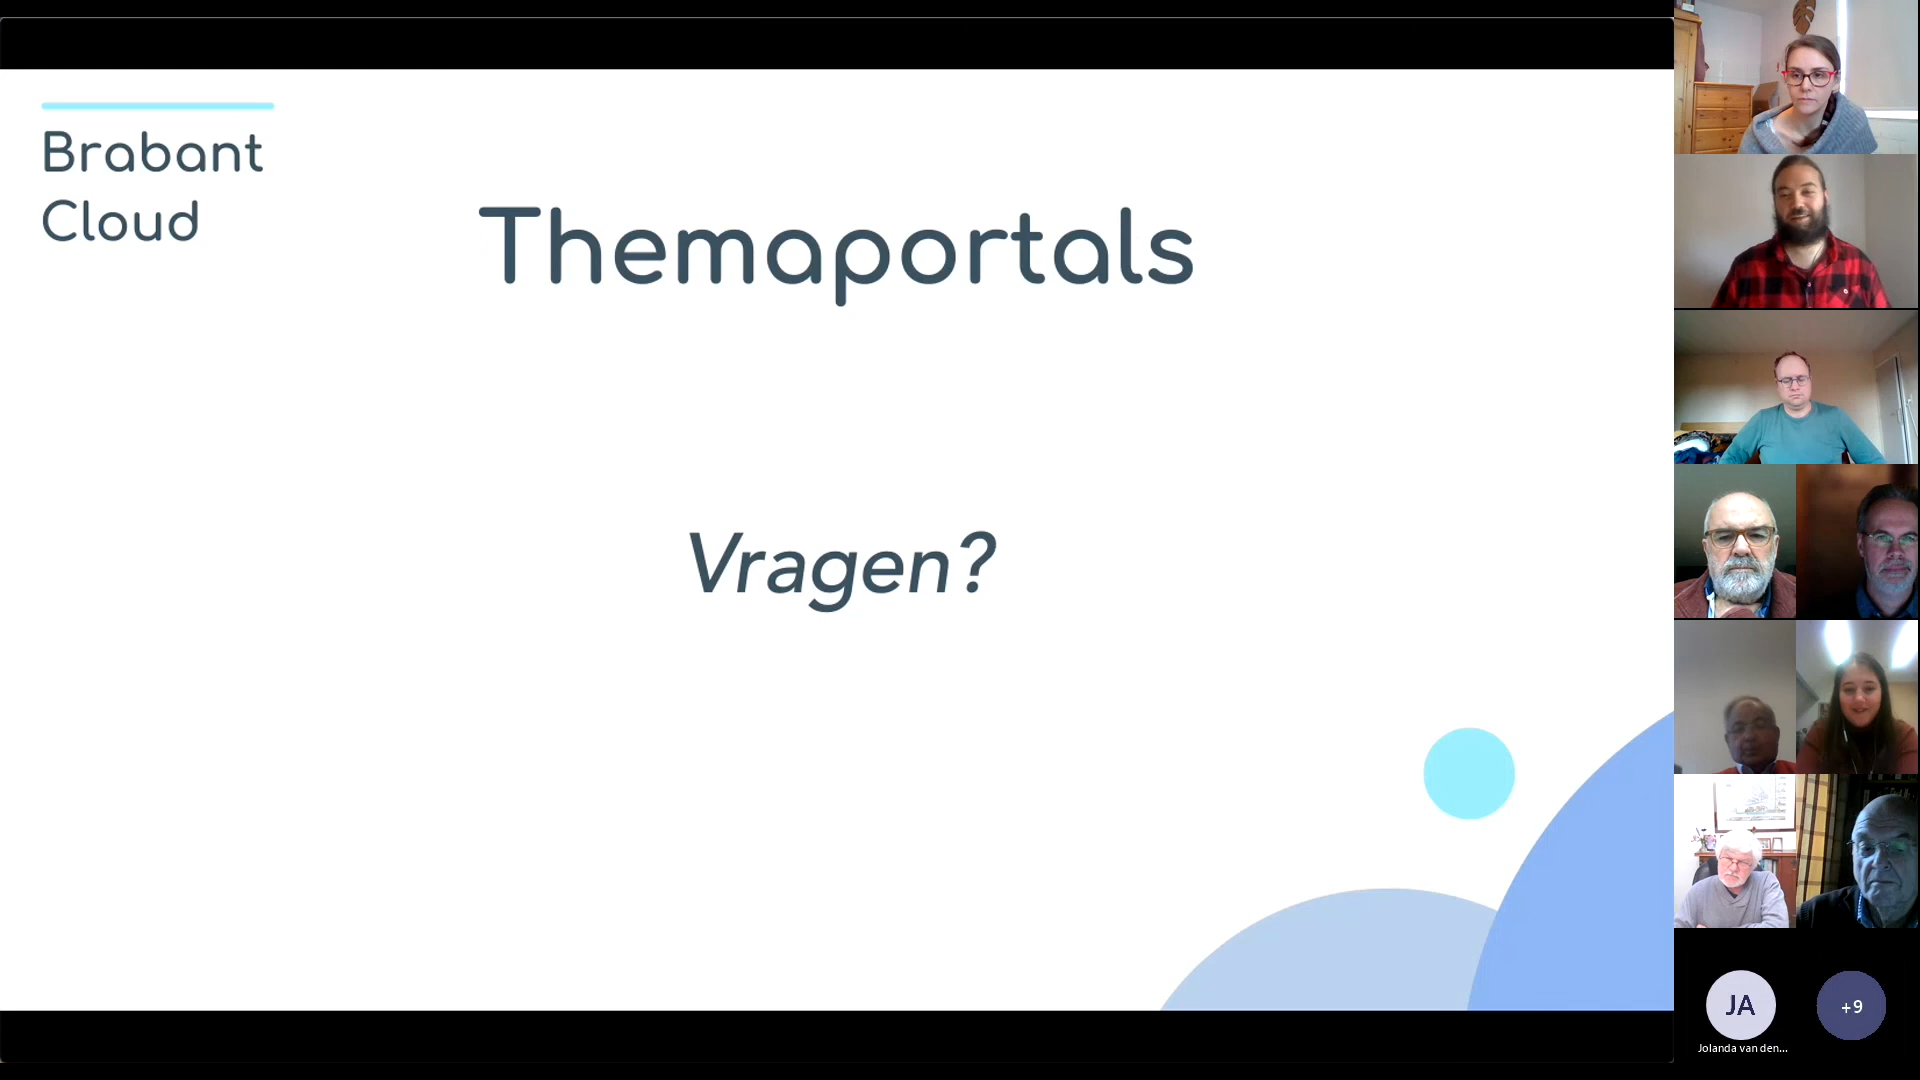 Brabant
Cloud
Themaportals
Vragen?
JA
+9
Jolanda van den...